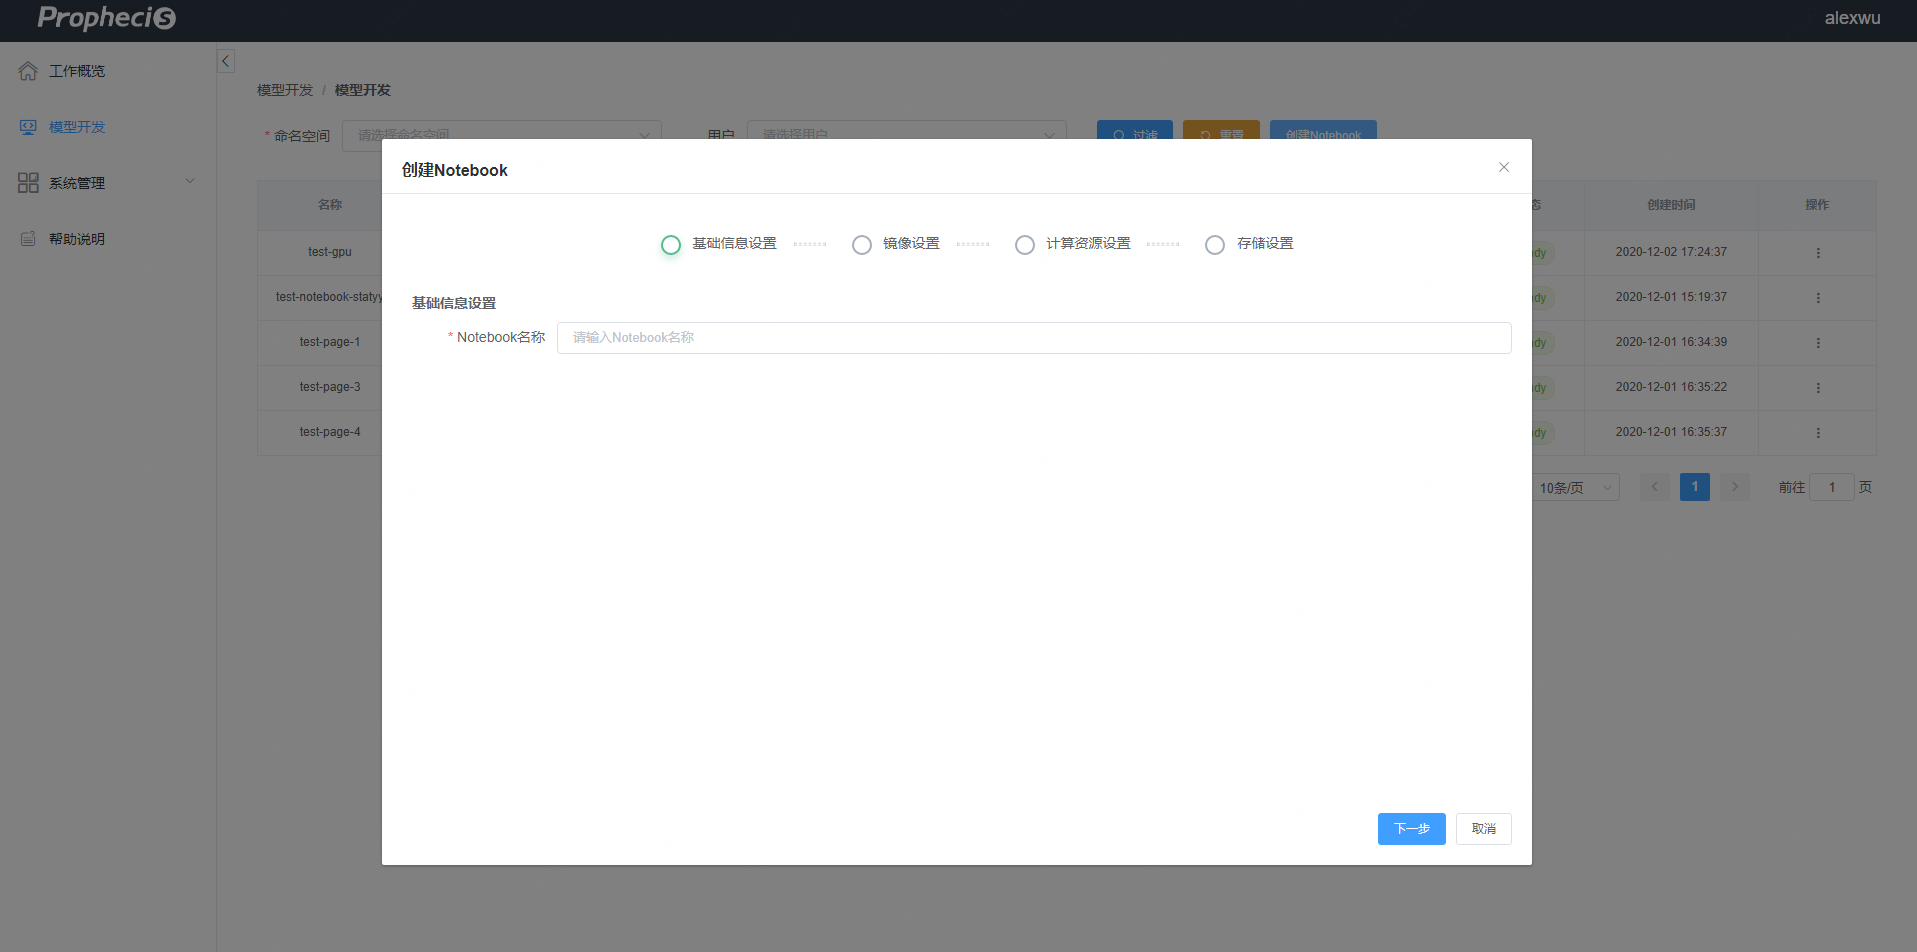 PropheciS
alexwu
工作概览
模型开发
系统管理
帮助说明
模型开发 / 模型开发
* 命名空间 请选择命名空间 用户 请选择用户 过滤 重置 创建Notebook
创建Notebook
基础信息设置 镜像设置 计算资源设置 存储设置
基础信息设置
* Notebook名称 请输入Notebook名称
名称 态 创建时间 操作
test-gpu dy 2020-12-02 17:24:37
test-notebook-statyy dy 2020-12-01 15:19:37
test-page-1 dy 2020-12-01 16:34:39
test-page-3 dy 2020-12-01 16:35:22
test-page-4 dy 2020-12-01 16:35:37
10条/页 1 前往 1 页
下一步 取消